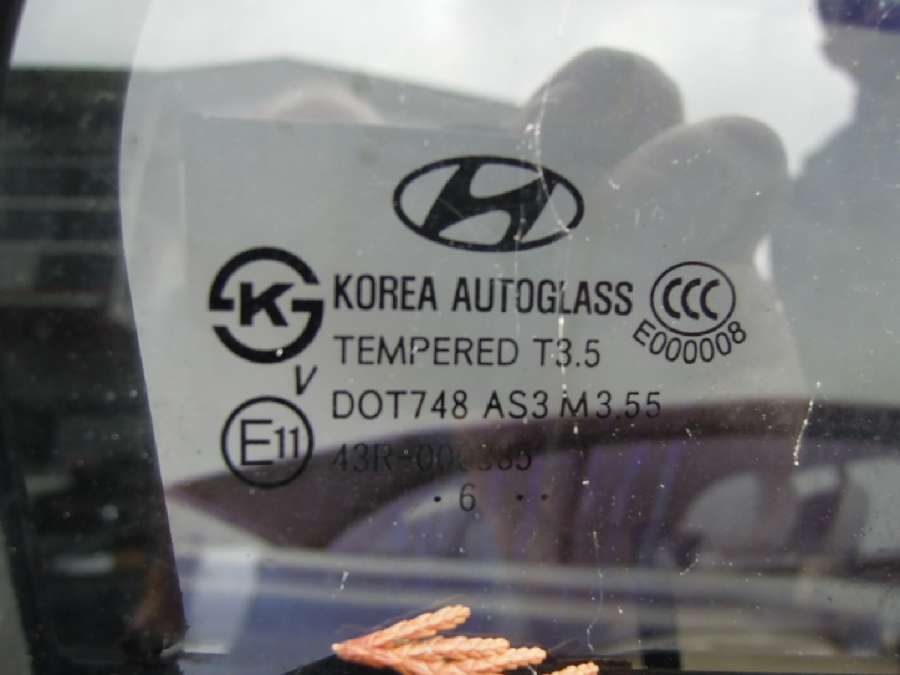 KOREA AUTOGLASS
CCC
E000008
K
TEMPERED T3.5
V
DOT748 AS3 M3.55
E11
· 6 ··